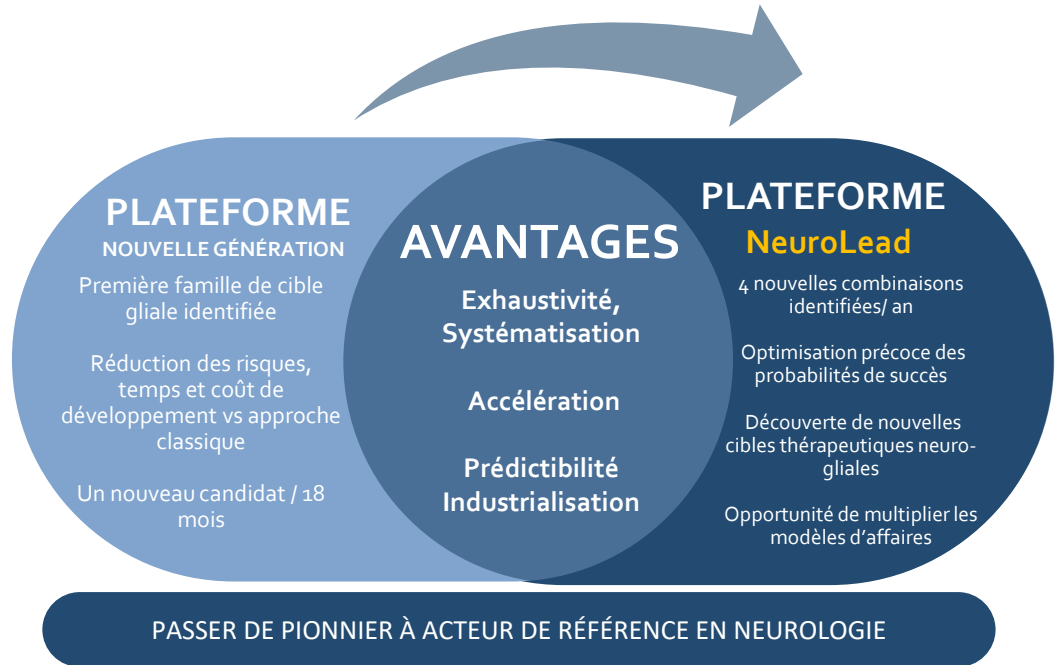 PLATEFORME
NOUVELLE GÉNÉRATION
Première famille de cible
gliale identifiée
Réduction des risques,
temps et coût de
développement vs approche
classique
Un nouveau candidat / 18
mois
AVANTAGES
Exhaustivité,
Systématisation
Accélération
Prédictibilité
Industrialisation
PLATEFORME
NeuroLead
4 nouvelles combinaisons
identifiées/ an
Optimisation précoce des
probabilités de succès
Découverte de nouvelles
cibles thérapeutiques neuro-
gliales
Opportunité de multiplier les
modèles d’affaires
PASSER DE PIONNIER À ACTEUR DE RÉFÉRENCE EN NEUROLOGIE